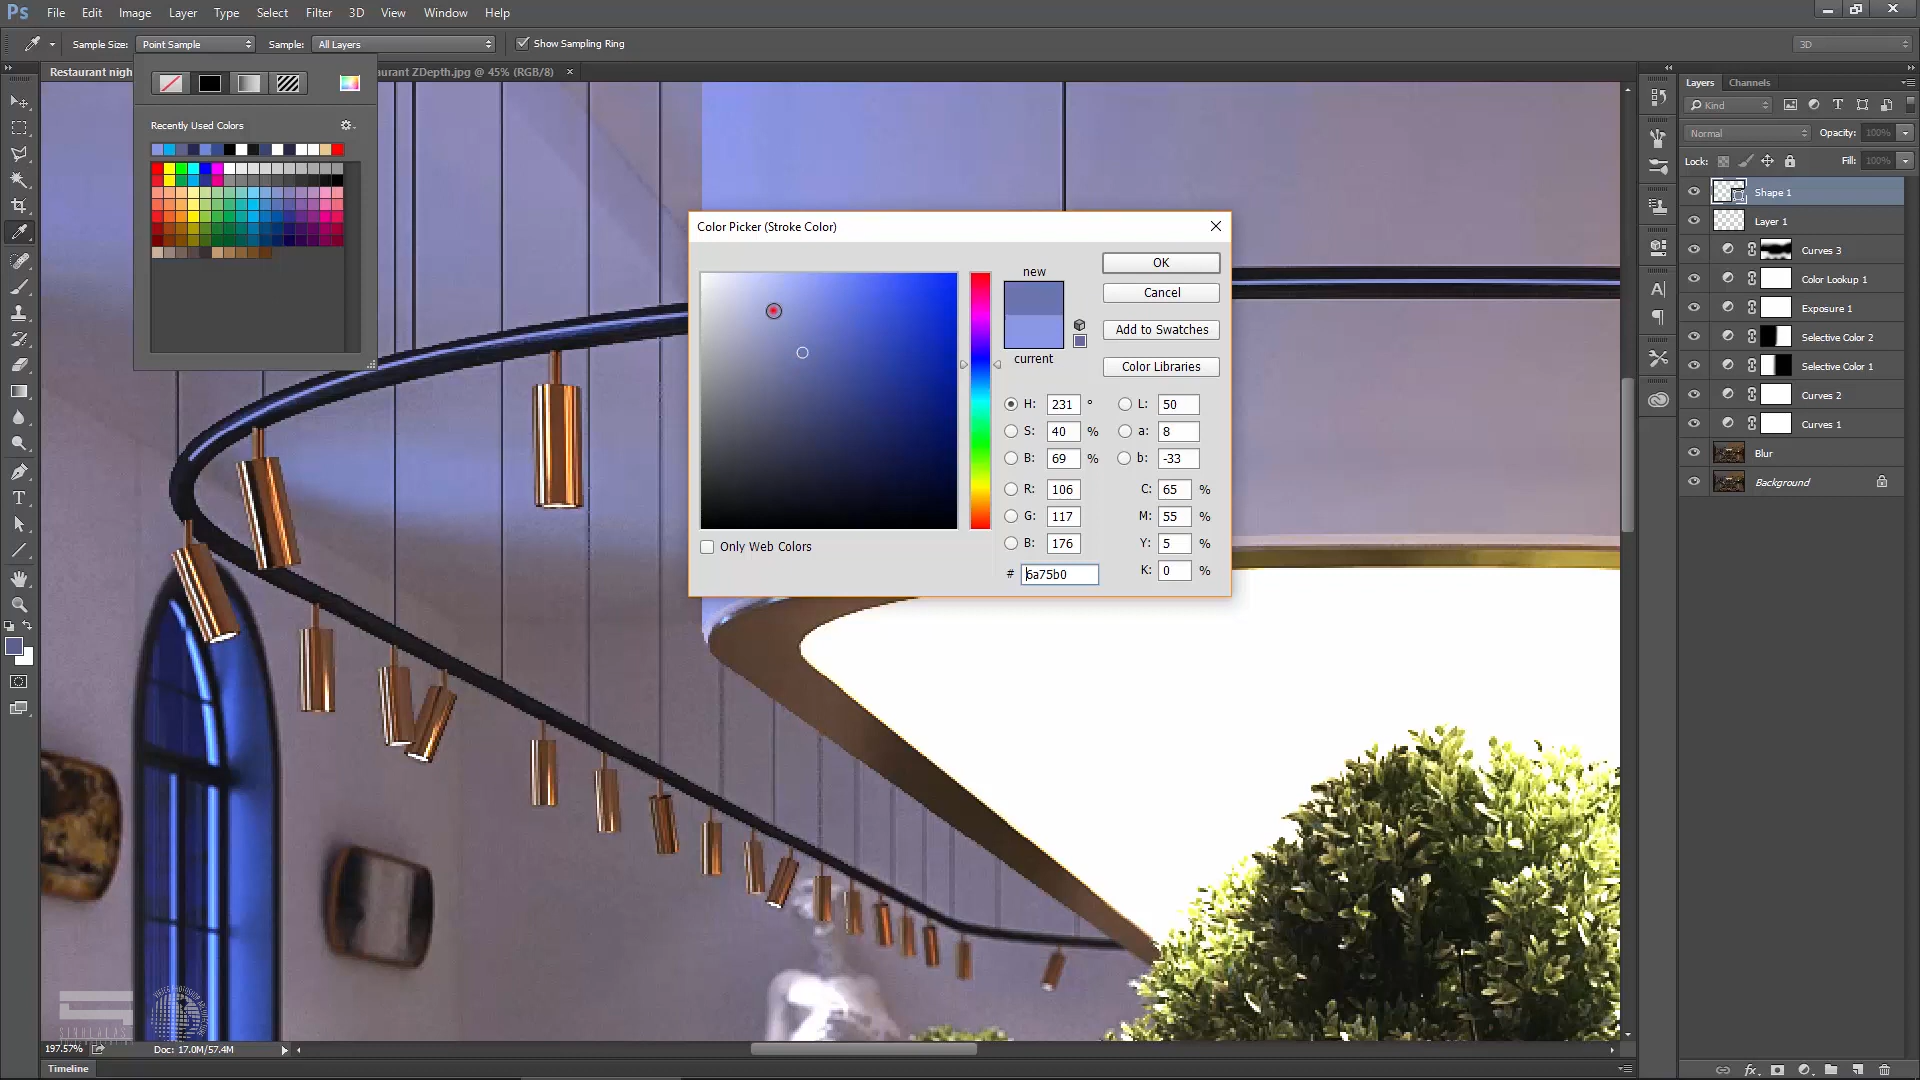 Ps File Edit Image Layer Type Select Filter 3D View Window Help
Sample Size: Point Sample Sample: All Layers Show Sampling Ring 3D
Restaurant nigh aurant ZDepth.jpg @ 45% (RGB/8) ×
Recently Used Colors
Color Picker (Stroke Color)
new
current
OK
Cancel
Add to Swatches
Color Libraries
H: 231 ° L: 50
S: 40 % a: 8
B: 69 % b: -33
R: 106 C: 65 %
G: 117 M: 55 %
B: 176 Y: 5 %
# 6a75b0 K: 0 %
Only Web Colors
Layers Channels
Kind
Normal Opacity: 100%
Lock: Fill: 100%
Shape 1
Layer 1
Curves 3
Color Lookup 1
Exposure 1
Selective Color 2
Selective Color 1
Curves 2
Curves 1
Blur
Background
197.57% Doc: 17.0M/57.4M
Timeline